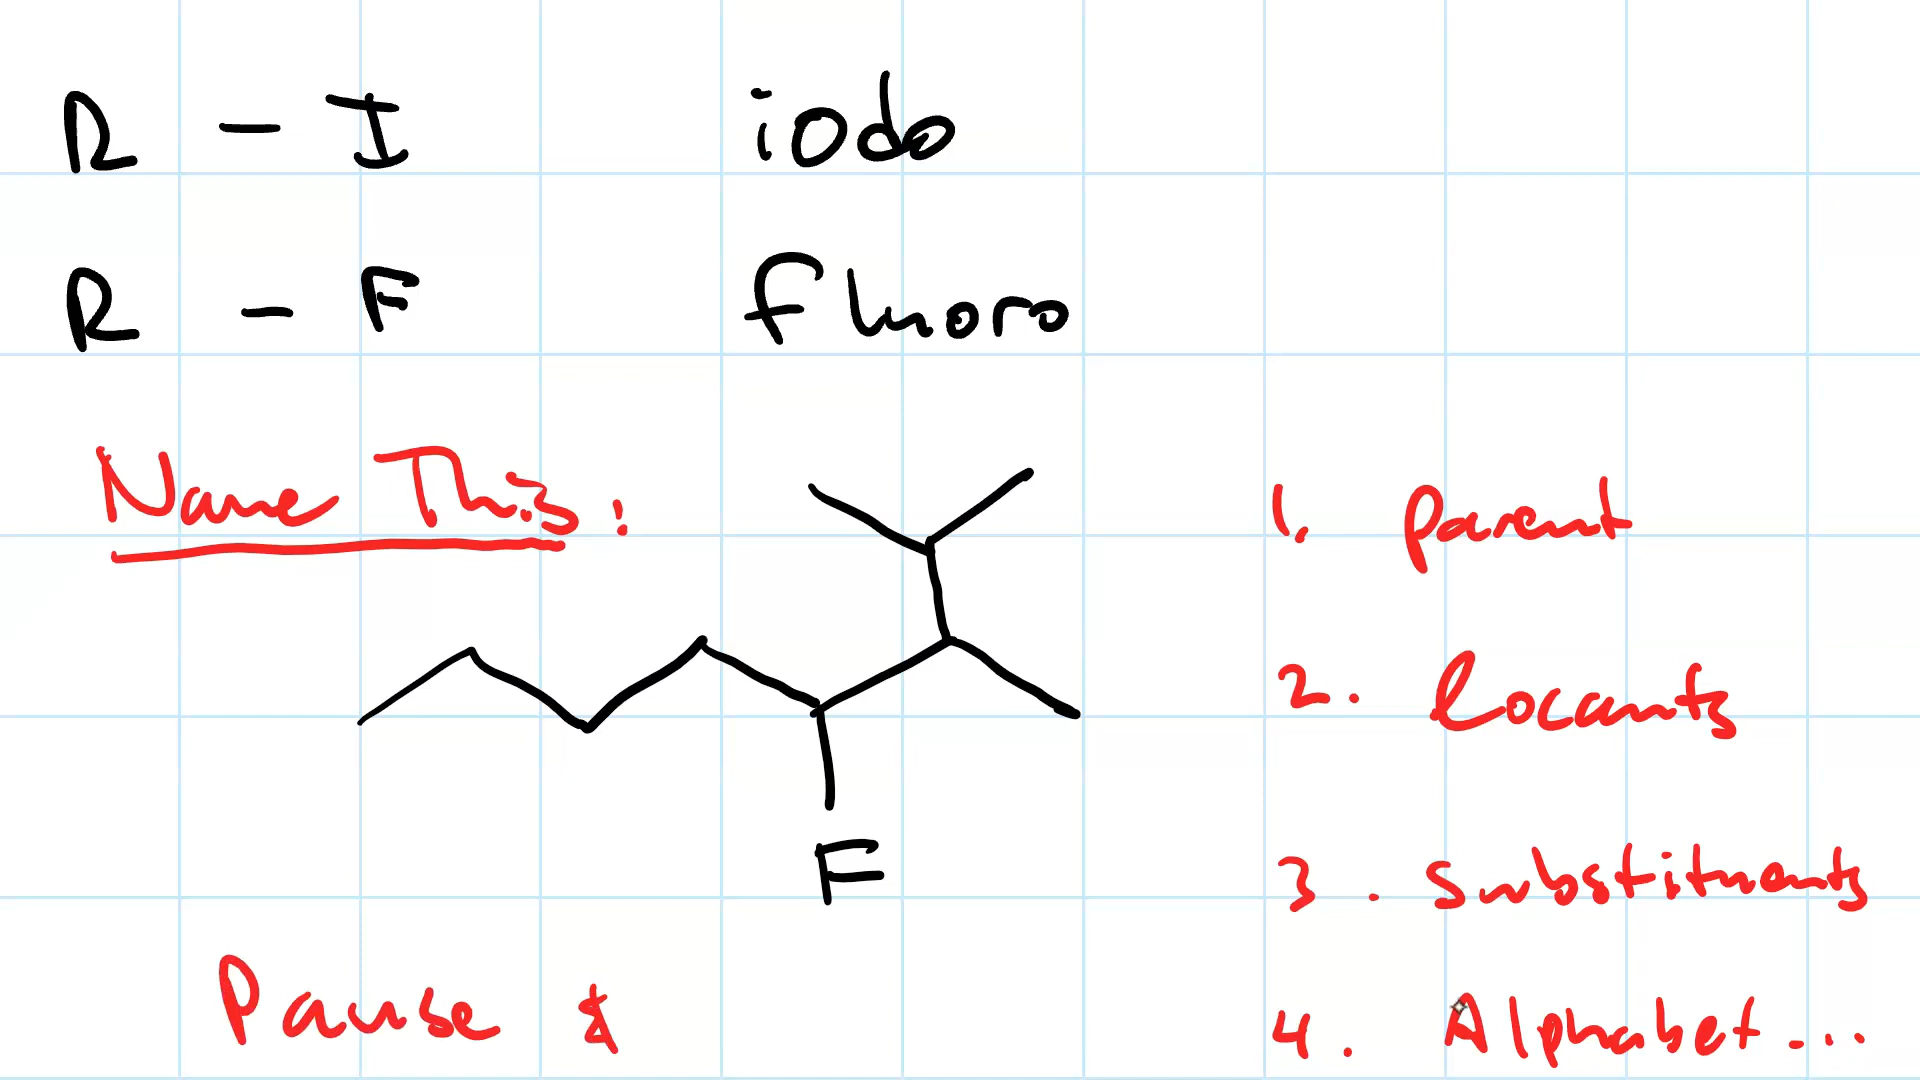 R - I iodo
R - F fluoro
Name This:
1. parent
2. locants
F
3. substituents
Pause &
4. Alphabet...